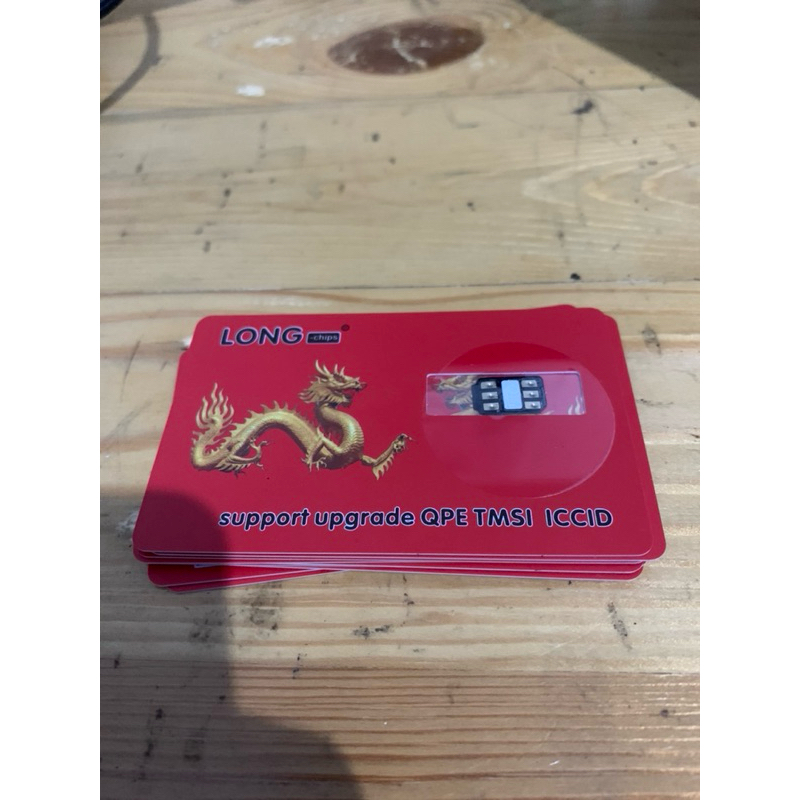 LONG -chips ®
support upgrade QPE TMSI ICCID